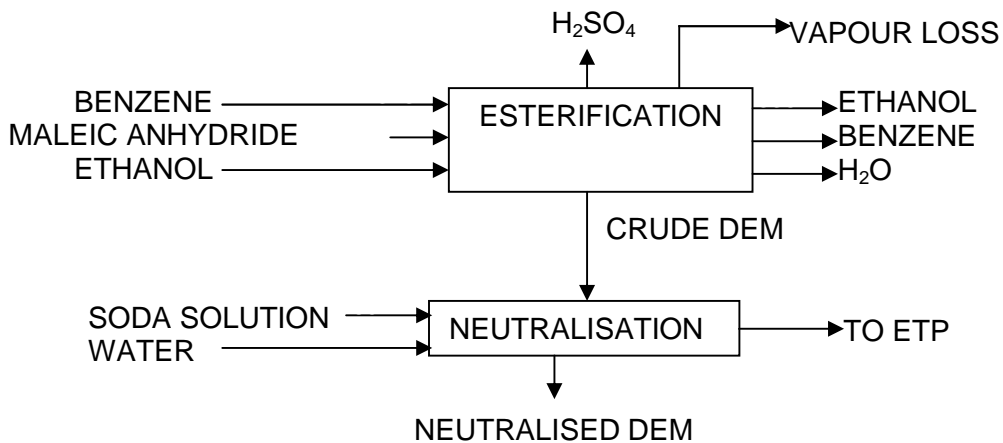 H₂SO₄
VAPOUR LOSS
BENZENE
MALEIC ANHYDRIDE
ETHANOL
ESTERIFICATION
ETHANOL
BENZENE
H₂O
CRUDE DEM
SODA SOLUTION
WATER
NEUTRALISATION
TO ETP
NEUTRALISED DEM